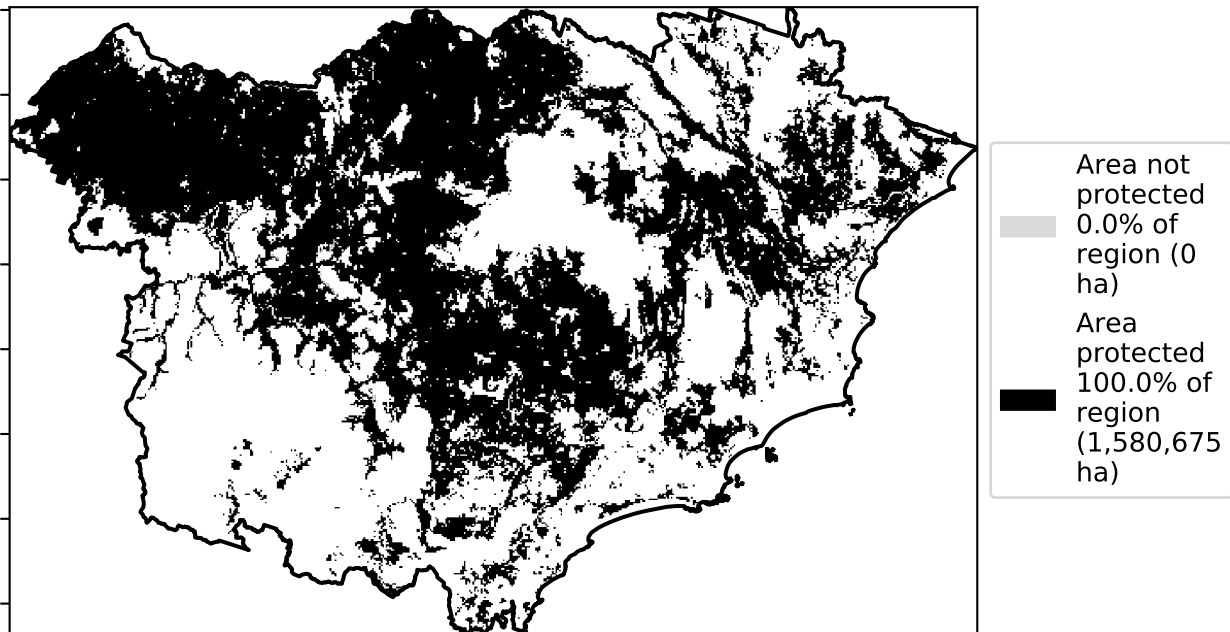 Area not
protected
0.0% of
region (0
ha)
Area
protected
100.0% of
region
(1,580,675
ha)